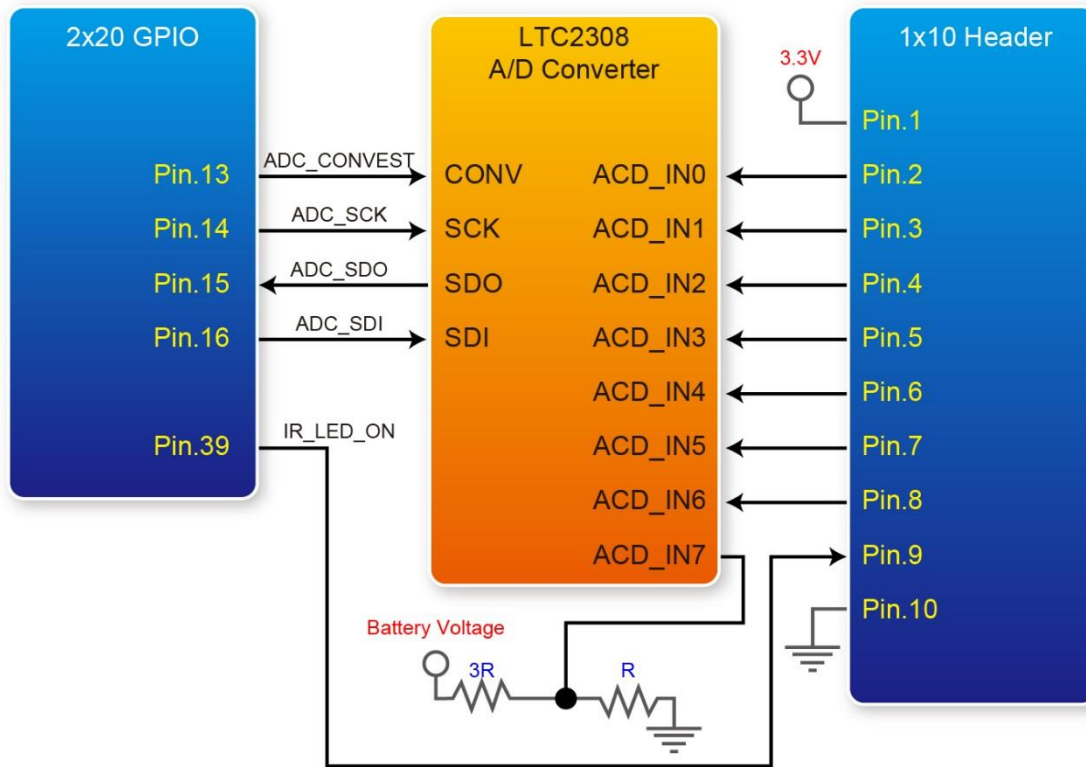 2x20 GPIO
Pin.13
Pin.14
Pin.15
Pin.16
Pin.39
ADC_CONVEST
ADC_SCK
ADC_SDO
ADC_SDI
IR_LED_ON
LTC2308
A/D Converter
CONV
SCK
SDO
SDI
ACD_IN0
ACD_IN1
ACD_IN2
ACD_IN3
ACD_IN4
ACD_IN5
ACD_IN6
ACD_IN7
Battery Voltage
3R
R
3.3V
1x10 Header
Pin.1
Pin.2
Pin.3
Pin.4
Pin.5
Pin.6
Pin.7
Pin.8
Pin.9
Pin.10